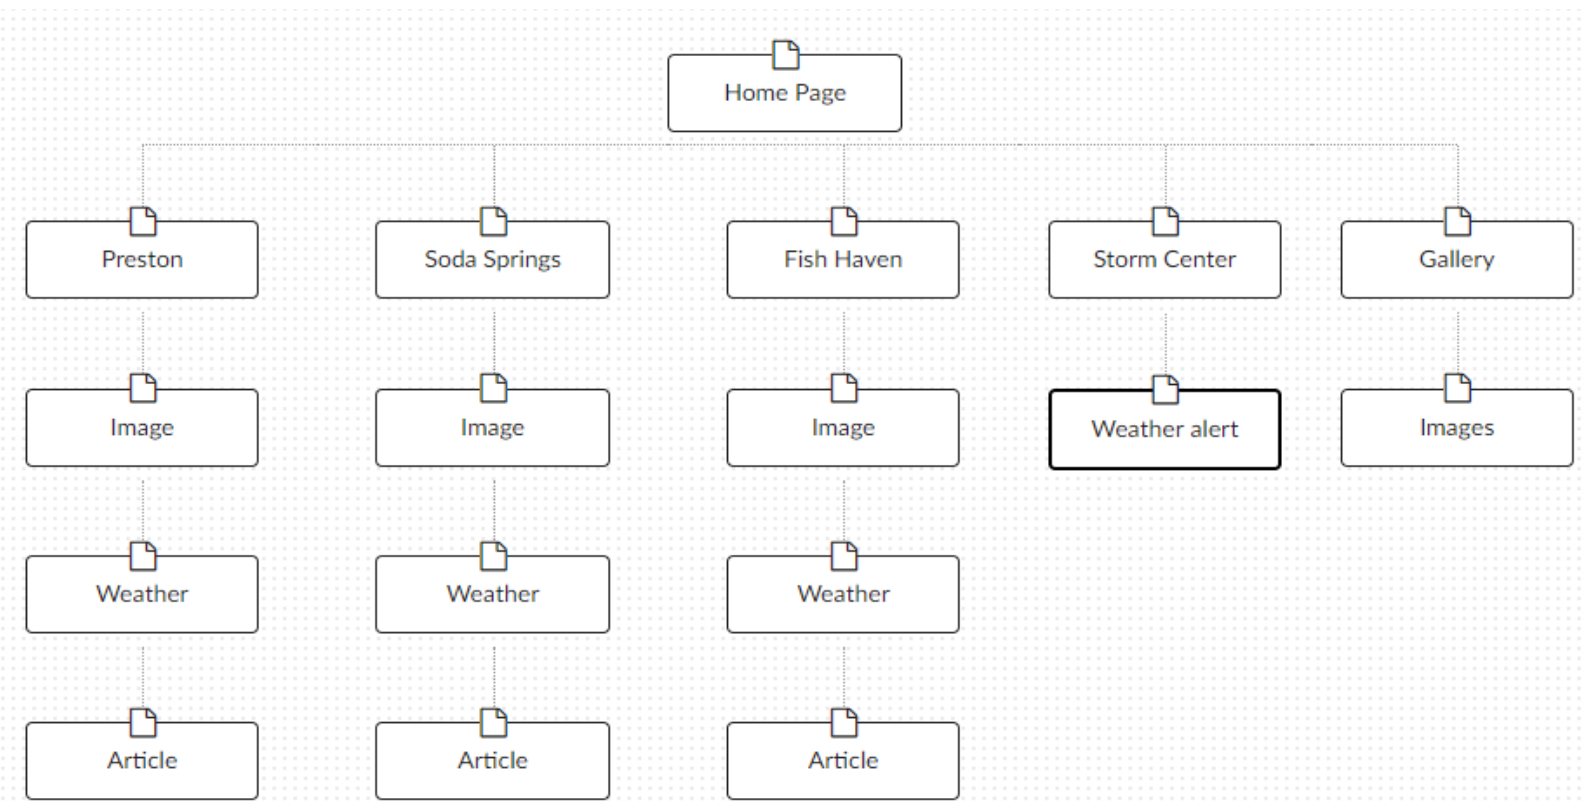 Home Page
Preston
Soda Springs
Fish Haven
Storm Center
Gallery
Image
Image
Image
Weather alert
Images
Weather
Weather
Weather
Article
Article
Article